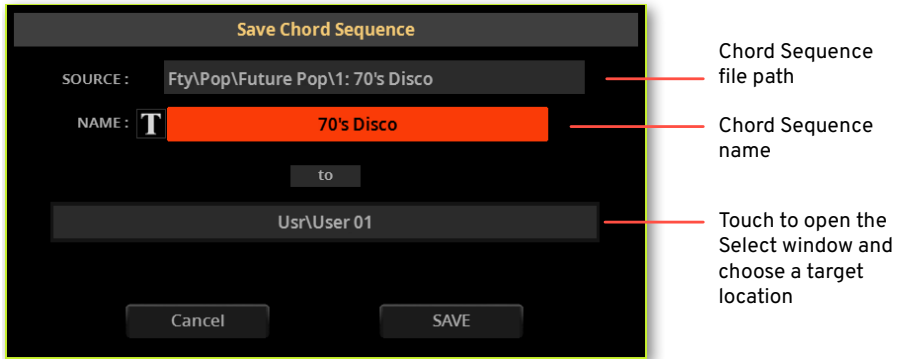 Save Chord Sequence
SOURCE : Fty\Pop\Future Pop\1: 70's Disco
Chord Sequence
file path
NAME : T 70's Disco
Chord Sequence
name
to
Usr\User 01
Touch to open the
Select window and
choose a target
location
Cancel SAVE